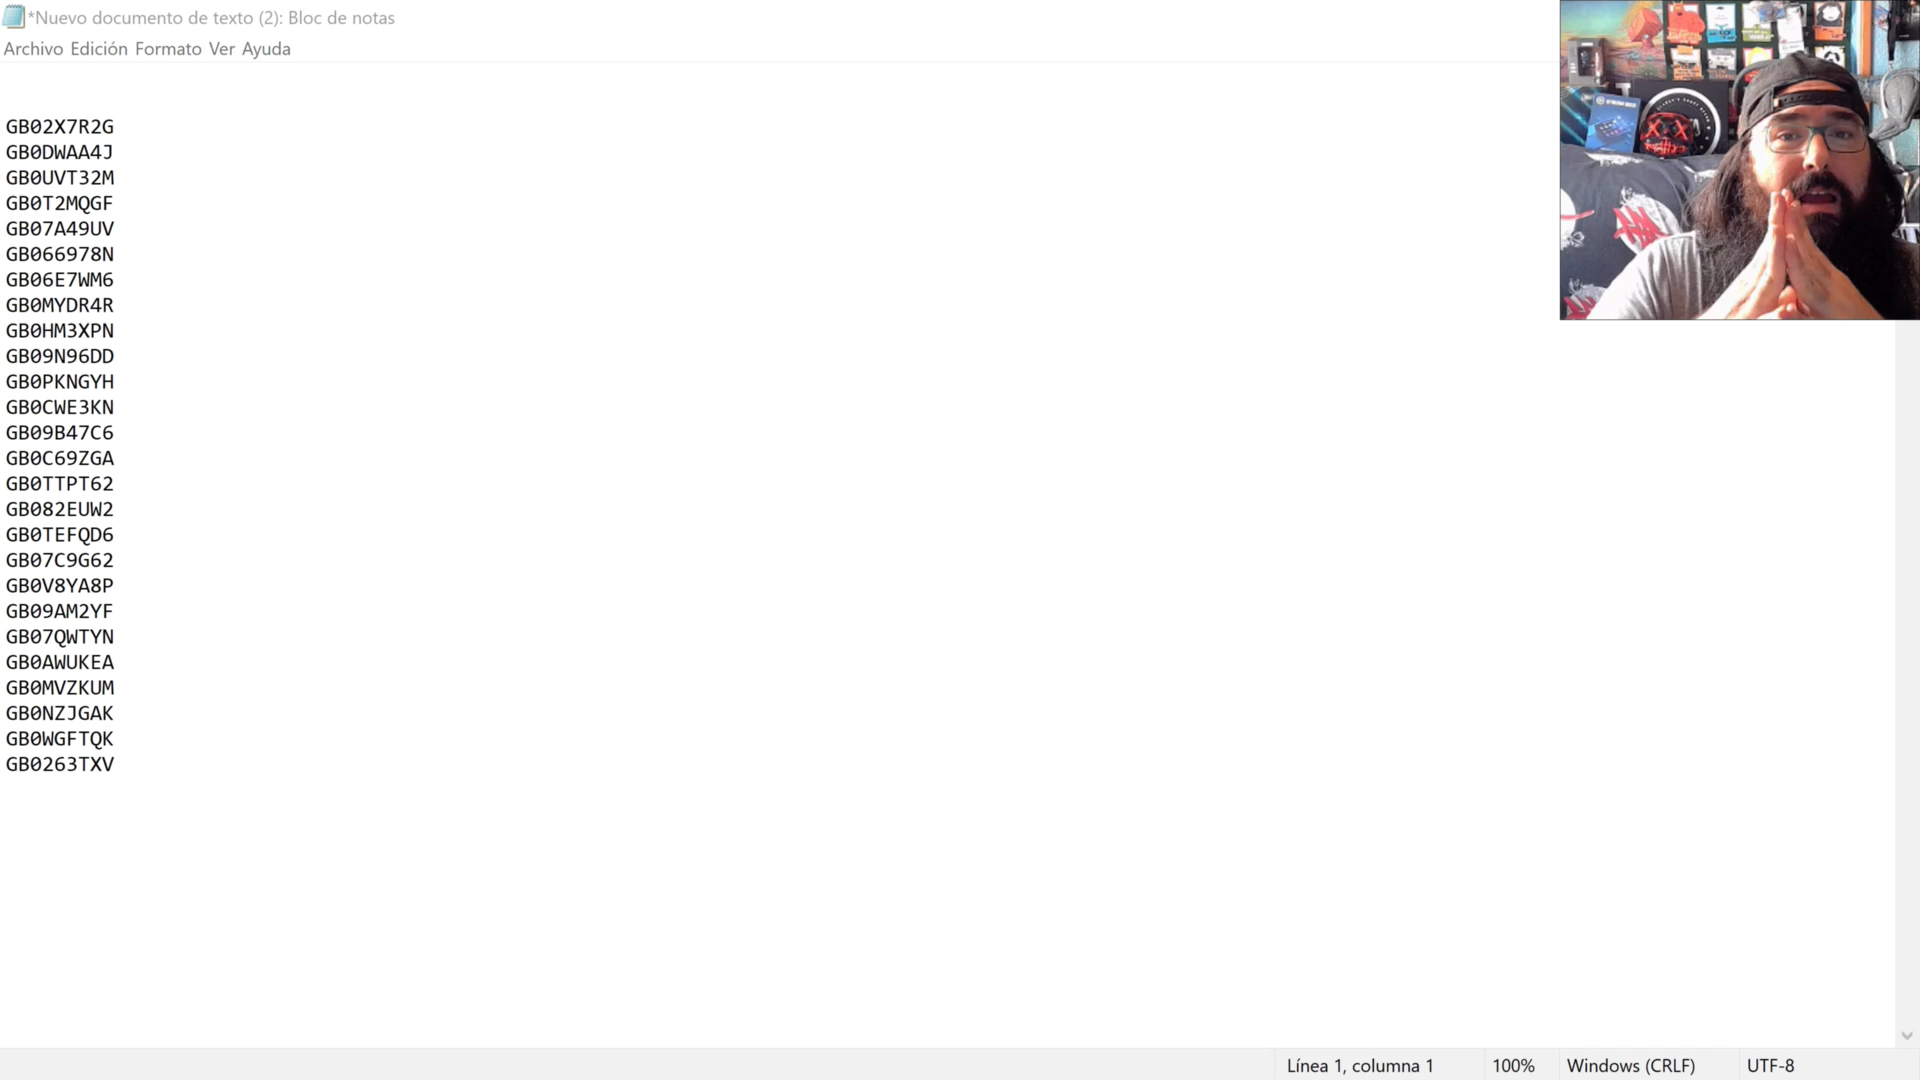 *Nuevo documento de texto (2): Bloc de notas
Archivo Edición Formato Ver Ayuda
GB02X7R2G
GB0DWAA4J
GB0UVT32M
GB0T2MQGF
GB07A49UV
GB066978N
GB06E7WM6
GB0MYDR4R
GB0HM3XPN
GB09N96DD
GB0PKNGYH
GB0CWE3KN
GB09B47C6
GB0C69ZGA
GB0TTPT62
GB082EUW2
GB0TEFQD6
GB07C9G62
GB0V8YA8P
GB09AM2YF
GB07QWTYN
GB0AWUKEA
GB0MVZKUM
GB0NZJGAK
GB0WGFTQK
GB0263TXV
Línea 1, columna 1 100% Windows (CRLF) UTF-8